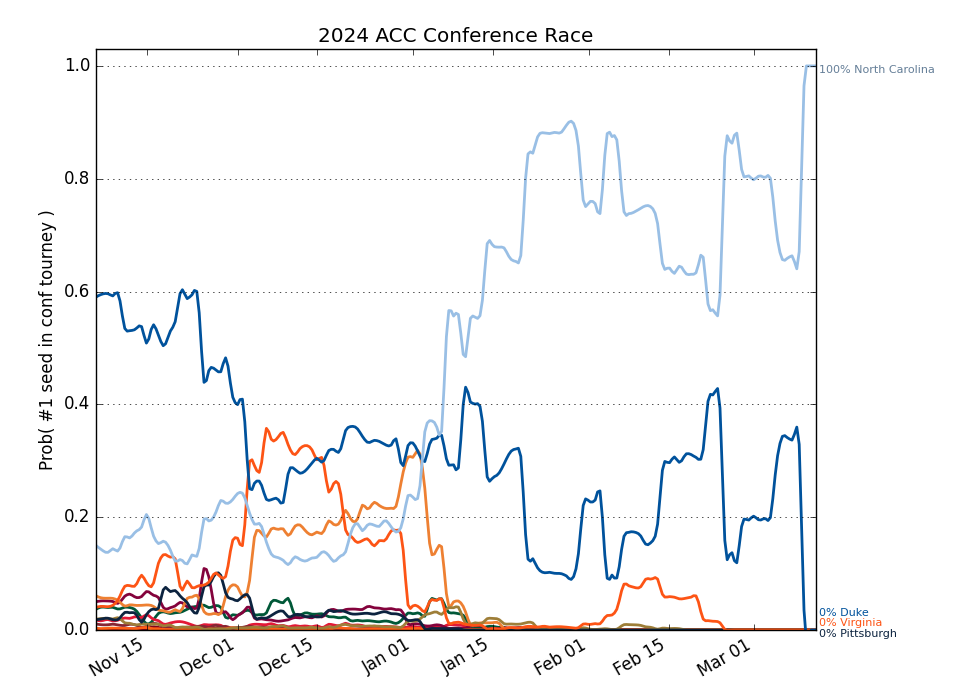 2024 ACC Conference Race
Prob( #1 seed in conf tourney )
1.0
0.8
0.6
0.4
0.2
0.0
Nov 15
Dec 01
Dec 15
Jan 01
Jan 15
Feb 01
Feb 15
Mar 01
100% North Carolina
0% Duke
0% Virginia
0% Pittsburgh